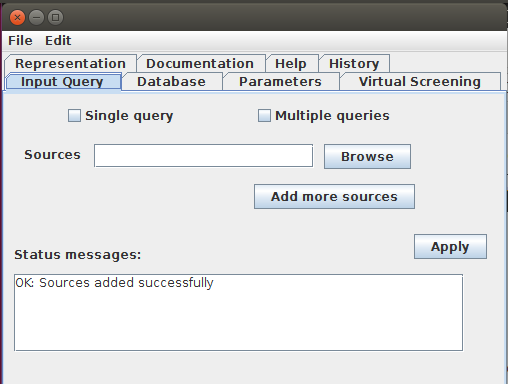 File Edit
Representation Documentation Help History
Input Query Database Parameters Virtual Screening
Single query Multiple queries
Sources Browse
Add more sources
Apply
Status messages:
OK: Sources added successfully